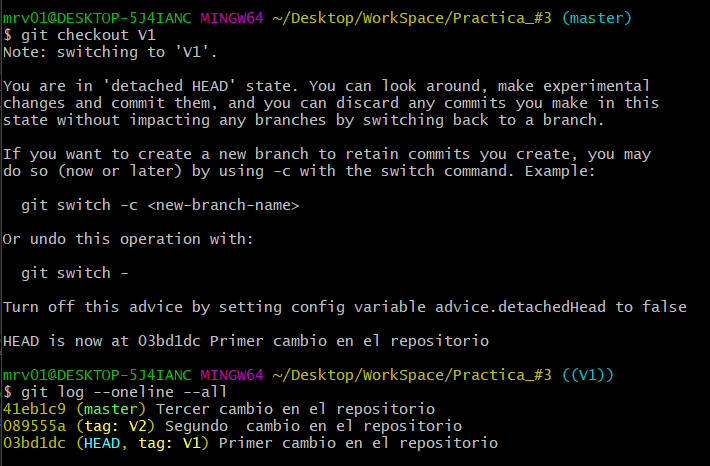 mrv01@DESKTOP-5J4IANC MINGW64 ~/Desktop/WorkSpace/Practica_#3 (master)
$ git checkout V1
Note: switching to 'V1'.
You are in 'detached HEAD' state. You can look around, make experimental
changes and commit them, and you can discard any commits you make in this
state without impacting any branches by switching back to a branch.
If you want to create a new branch to retain commits you create, you may
do so (now or later) by using -c with the switch command. Example:
git switch -c <new-branch-name>
Or undo this operation with:
git switch -
Turn off this advice by setting config variable advice.detachedHead to false
HEAD is now at 03bd1dc Primer cambio en el repositorio
mrv01@DESKTOP-5J4IANC MINGW64 ~/Desktop/WorkSpace/Practica_#3 ((V1))
$ git log --oneline --all
41eb1c9 (master) Tercer cambio en el repositorio
089555a (tag: V2) Segundo  cambio en el repositorio
03bd1dc (HEAD, tag: V1) Primer cambio en el repositorio